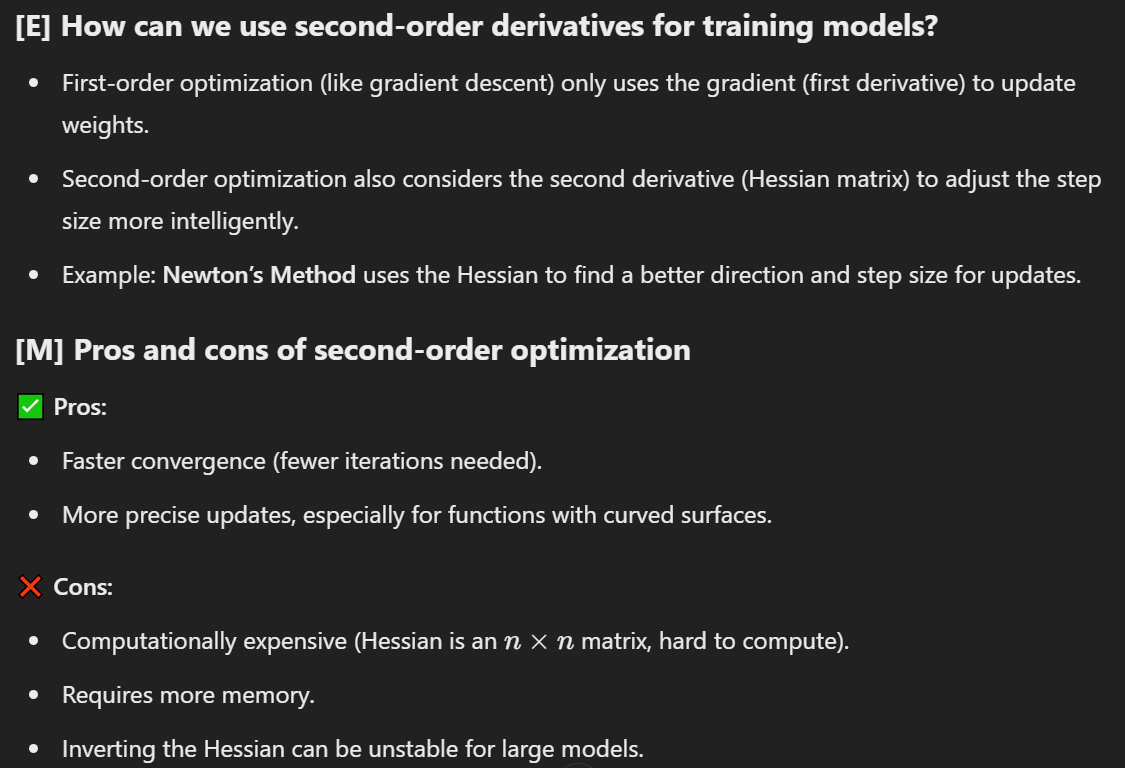 [E] How can we use second-order derivatives for training models?
• First-order optimization (like gradient descent) only uses the gradient (first derivative) to update
weights.
• Second-order optimization also considers the second derivative (Hessian matrix) to adjust the step
size more intelligently.
• Example: Newton’s Method uses the Hessian to find a better direction and step size for updates.
[M] Pros and cons of second-order optimization
✅ Pros:
• Faster convergence (fewer iterations needed).
• More precise updates, especially for functions with curved surfaces.
❌ Cons:
• Computationally expensive (Hessian is an n × n matrix, hard to compute).
• Requires more memory.
• Inverting the Hessian can be unstable for large models.